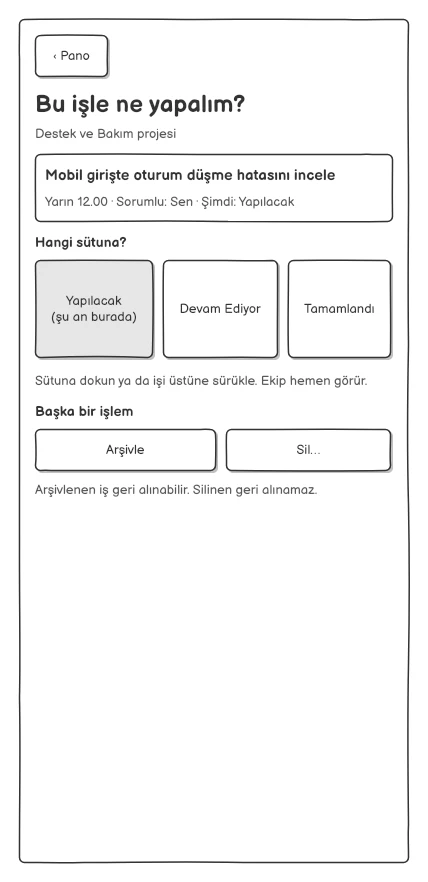 ‹ Pano
Bu işle ne yapalım?
Destek ve Bakım projesi
Mobil girişte oturum düşme hatasını incele
Yarın 12.00 · Sorumlu: Sen · Şimdi: Yapılacak
Hangi sütuna?
Yapılacak
(şu an burada)
Devam Ediyor
Tamamlandı
Sütuna dokun ya da işi üstüne sürükle. Ekip hemen görür.
Başka bir işlem
Arşivle
Sil...
Arşivlenen iş geri alınabilir. Silinen geri alınamaz.